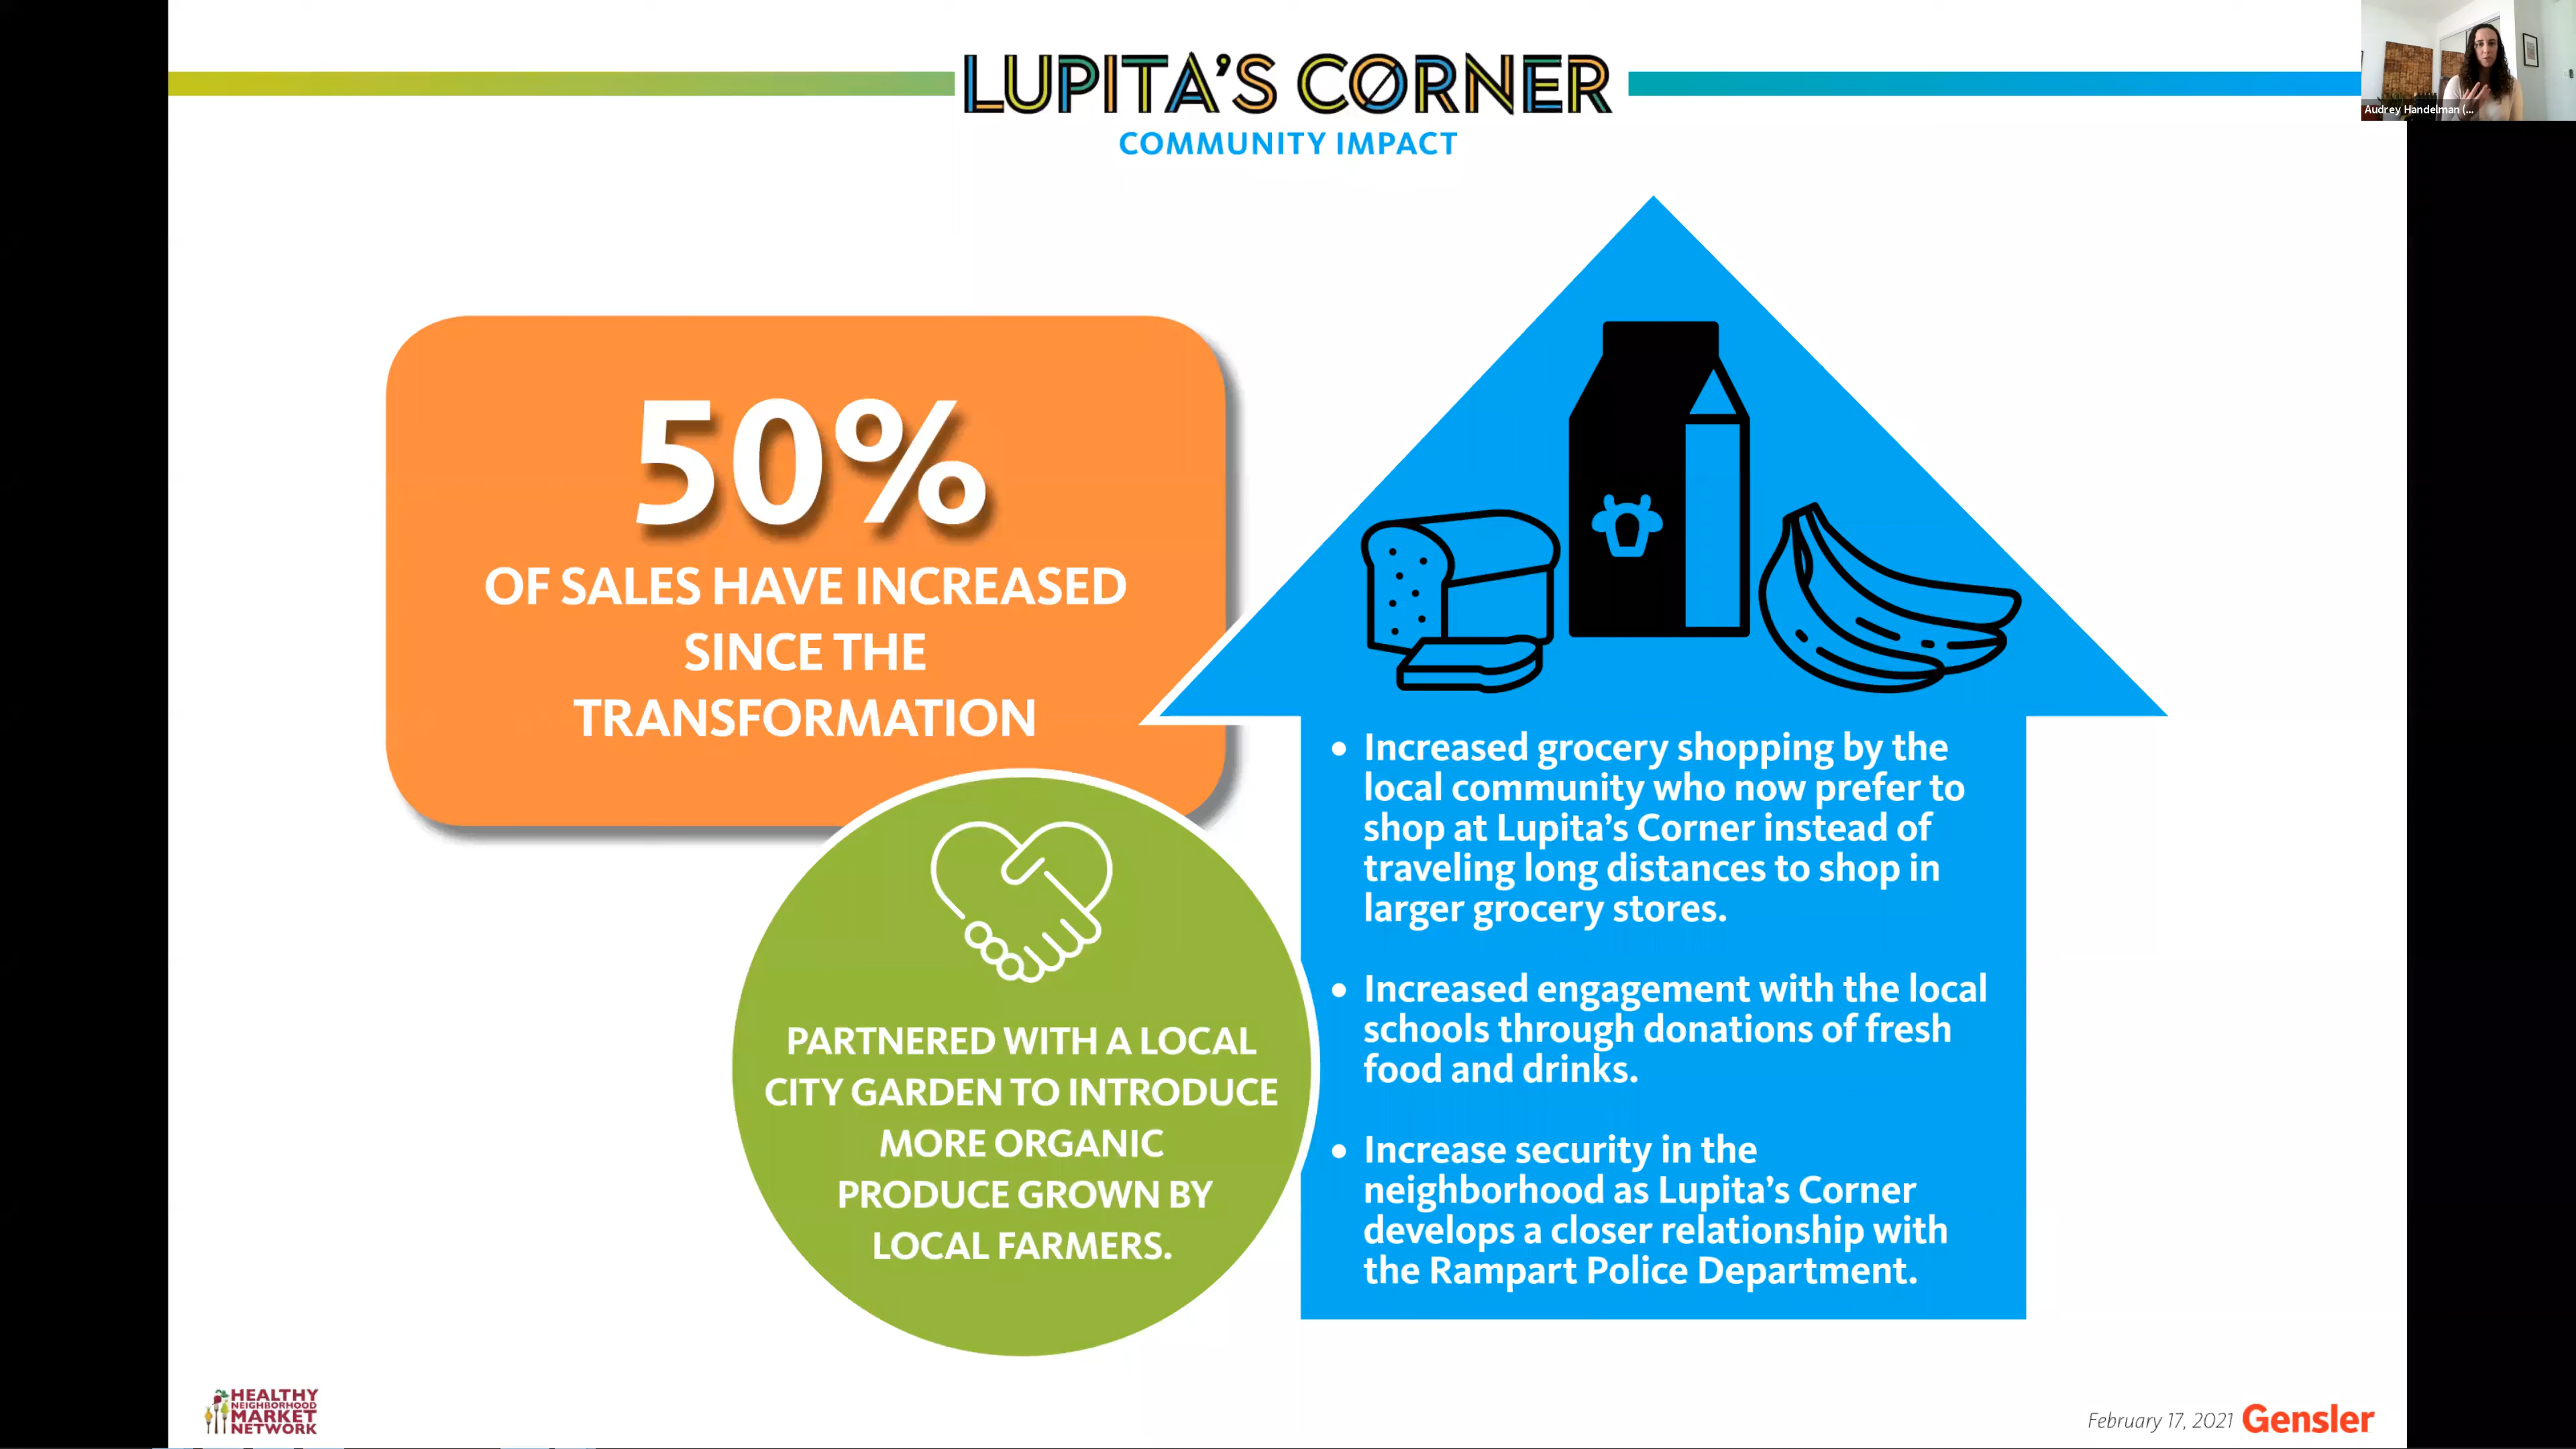 LUPITA'S CORNER
COMMUNITY IMPACT
Audrey Handelman (...
50%
OF SALES HAVE INCREASED
SINCE THE
TRANSFORMATION
PARTNERED WITH A LOCAL
CITY GARDEN TO INTRODUCE
MORE ORGANIC
PRODUCE GROWN BY
LOCAL FARMERS.
• Increased grocery shopping by the
local community who now prefer to
shop at Lupita's Corner instead of
traveling long distances to shop in
larger grocery stores.
• Increased engagement with the local
schools through donations of fresh
food and drinks.
• Increase security in the
neighborhood as Lupita's Corner
develops a closer relationship with
the Rampart Police Department.
HEALTHY
NEIGHBORHOOD
MARKET
NETWORK
February 17, 2021 Gensler